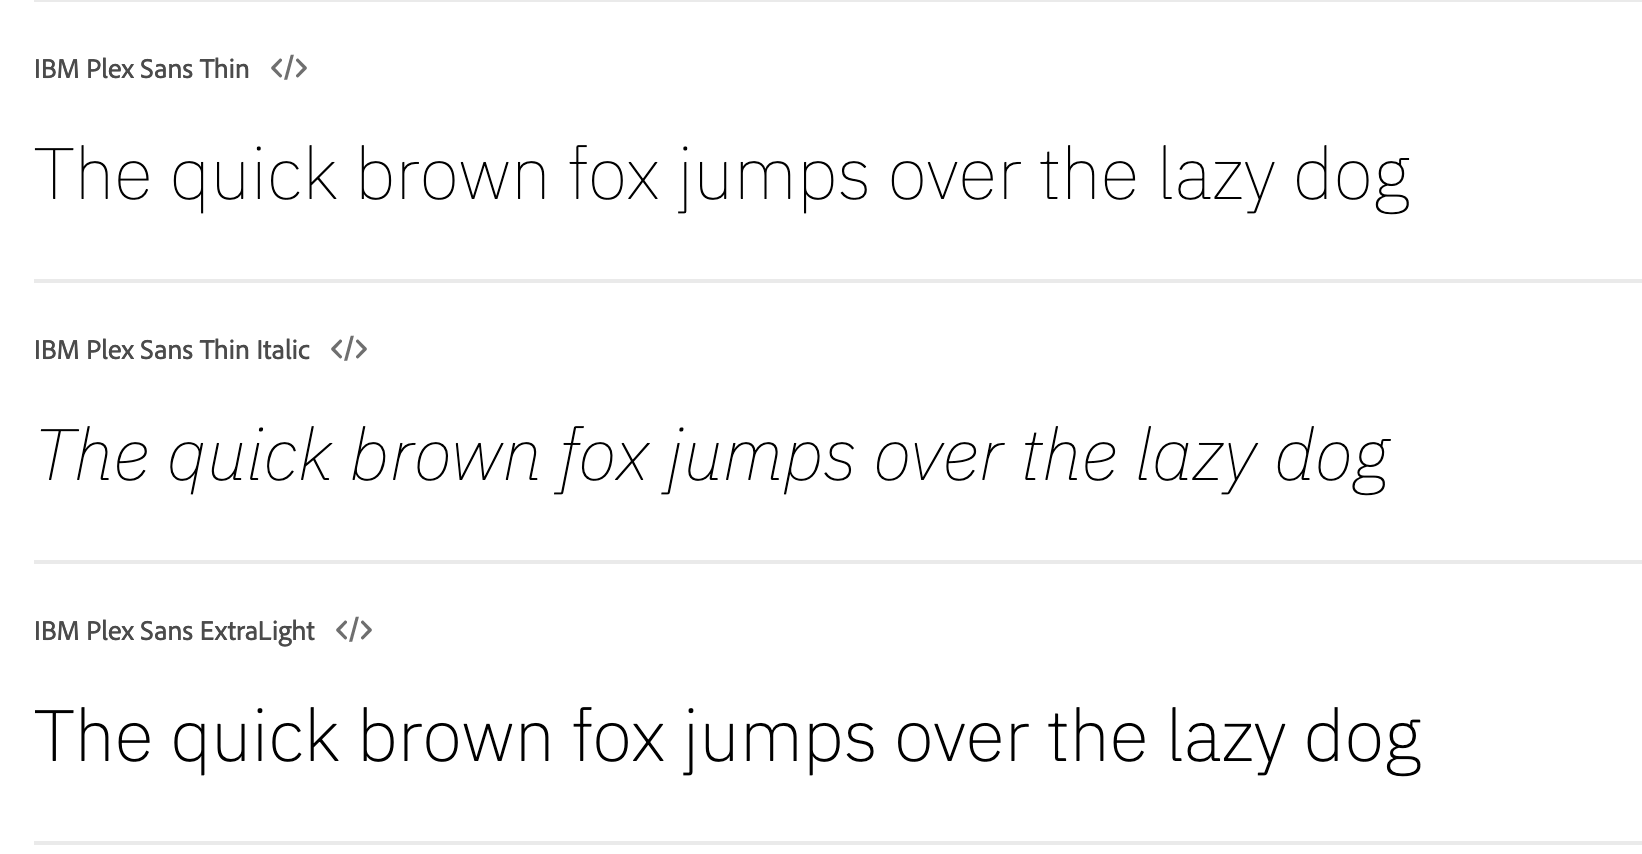 IBM Plex Sans Thin </>
The quick brown fox jumps over the lazy dog
IBM Plex Sans Thin Italic </>
The quick brown fox jumps over the lazy dog
IBM Plex Sans ExtraLight </>
The quick brown fox jumps over the lazy dog